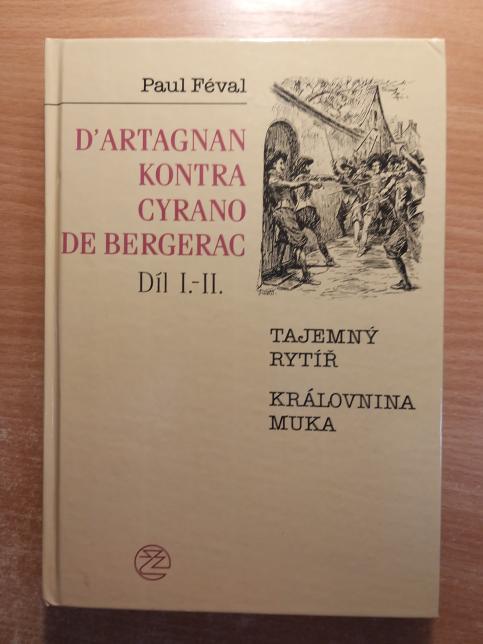 Paul Féval
D'ARTAGNAN
KONTRA
CYRANO
DE BERGERAC
Díl I.-II.
TAJEMNÝ
RYTÍŘ
KRÁLOVNINA
MUKA